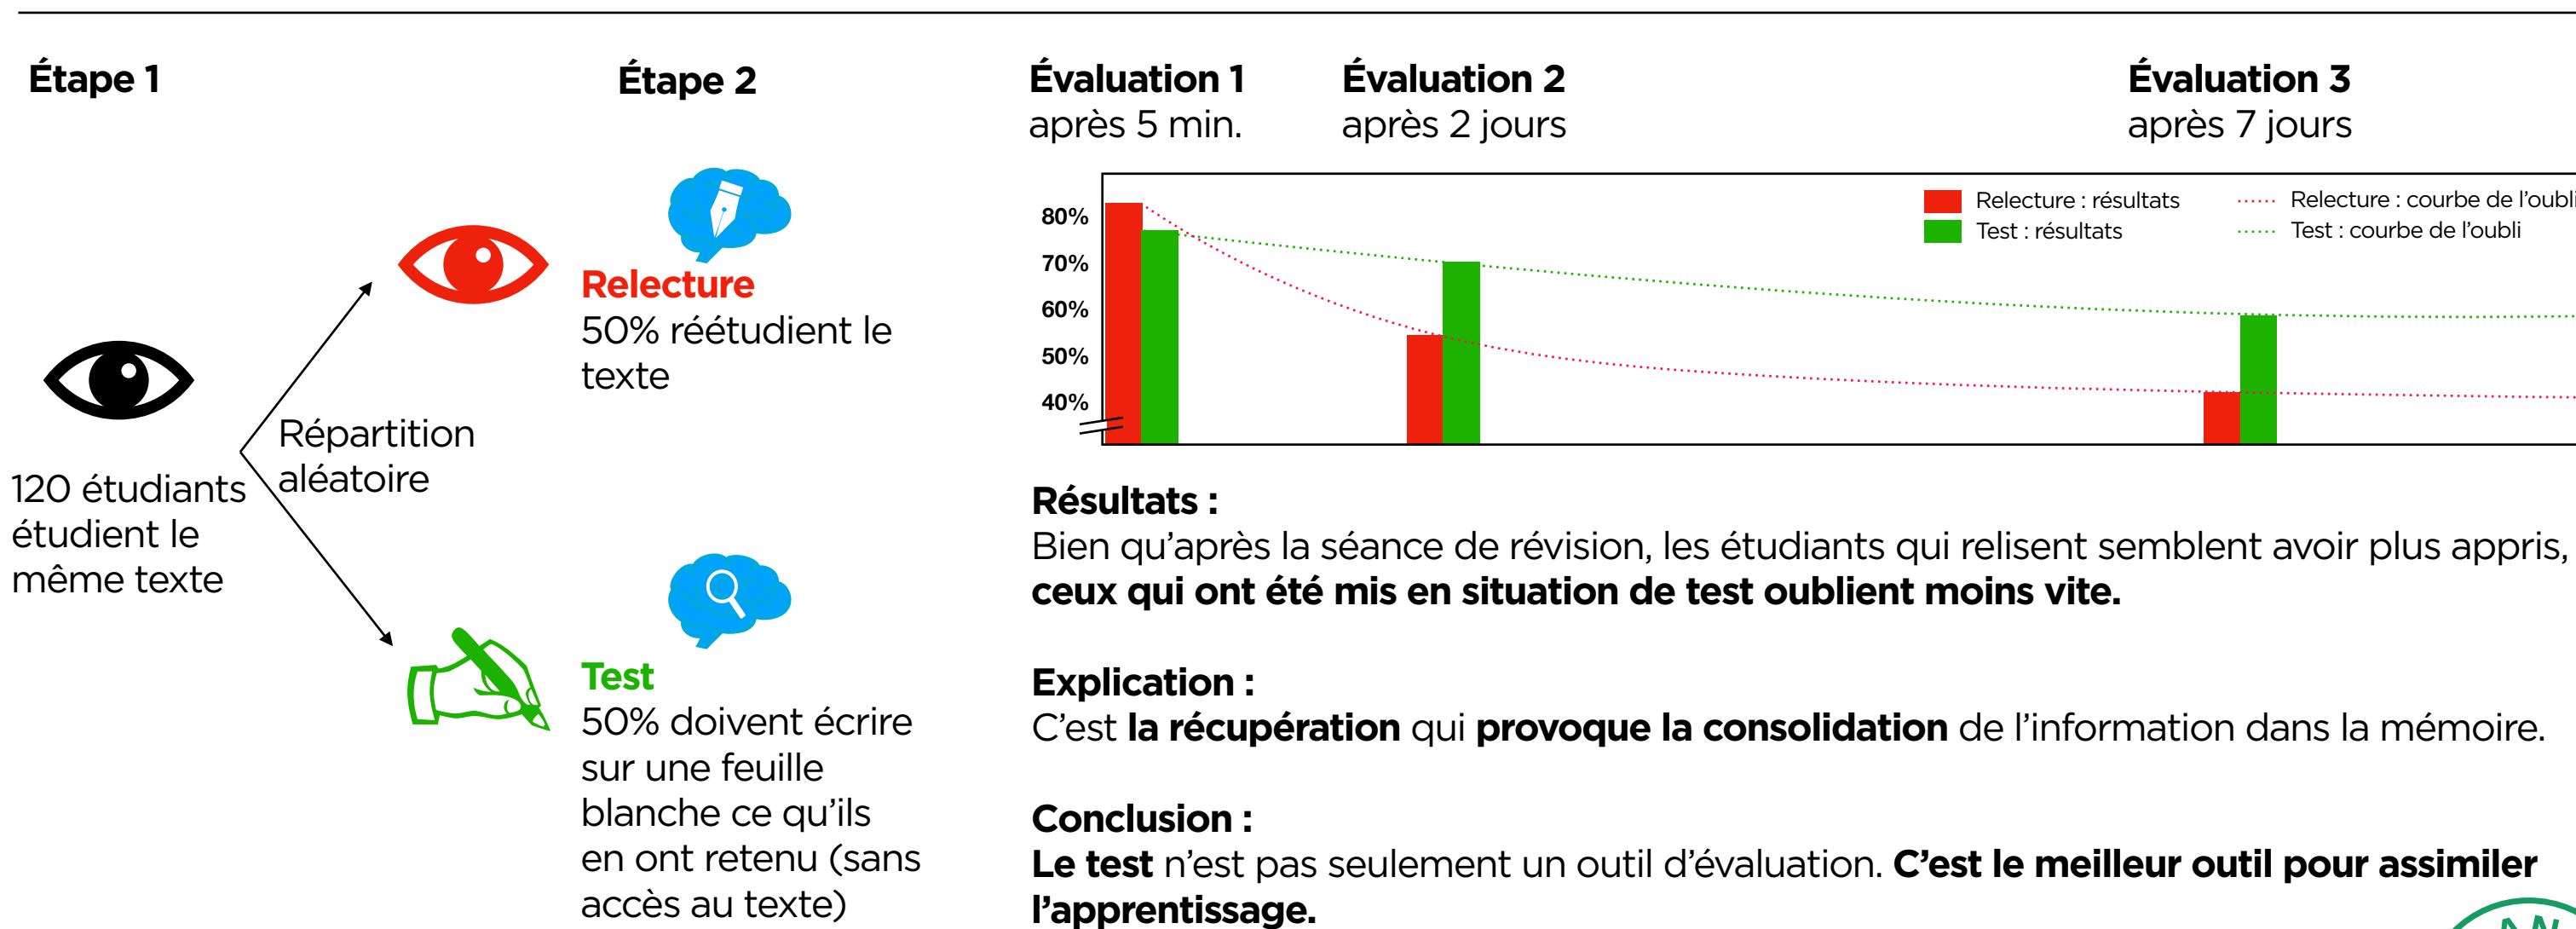 Étape 1
120 étudiants
étudient le
même texte
Répartition
aléatoire
Étape 2
Relecture
50% réétudient le
texte
Test
50% doivent écrire
sur une feuille
blanche ce qu’ils
en ont retenu (sans
accès au texte)
Évaluation 1
après 5 min.
Évaluation 2
après 2 jours
Évaluation 3
après 7 jours
80%
70%
60%
50%
40%
Relecture : résultats
Test : résultats
Relecture : courbe de l’oubli
Test : courbe de l’oubli
Résultats :
Bien qu’après la séance de révision, les étudiants qui relisent semblent avoir plus appris,
ceux qui ont été mis en situation de test oublient moins vite.
Explication :
C’est la récupération qui provoque la consolidation de l’information dans la mémoire.
Conclusion :
Le test n’est pas seulement un outil d’évaluation. C’est le meilleur outil pour assimiler
l’apprentissage.